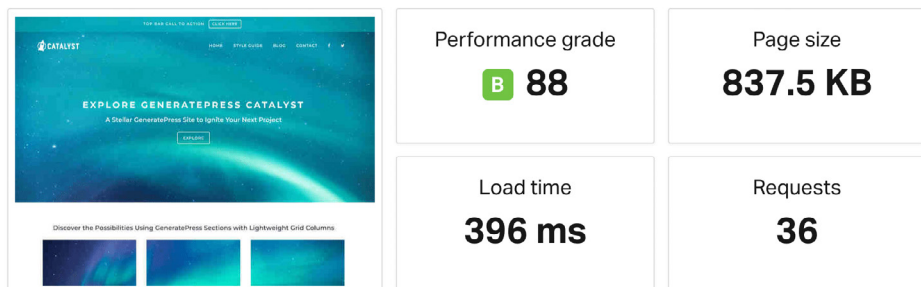 TOP BAR CALL TO ACTION CLICK HERE
CATALYST
HOME STYLE GUIDE BLOG CONTACT
EXPLORE GENERATEPRESS CATALYST
A Stellar GeneratePress Site to Ignite Your Next Project
EXPLORE!
Discover the Possibilities Using GeneratePress Sections with Lightweight Grid Columns
Performance grade
B 88
Page size
837.5 KB
Load time
396 ms
Requests
36